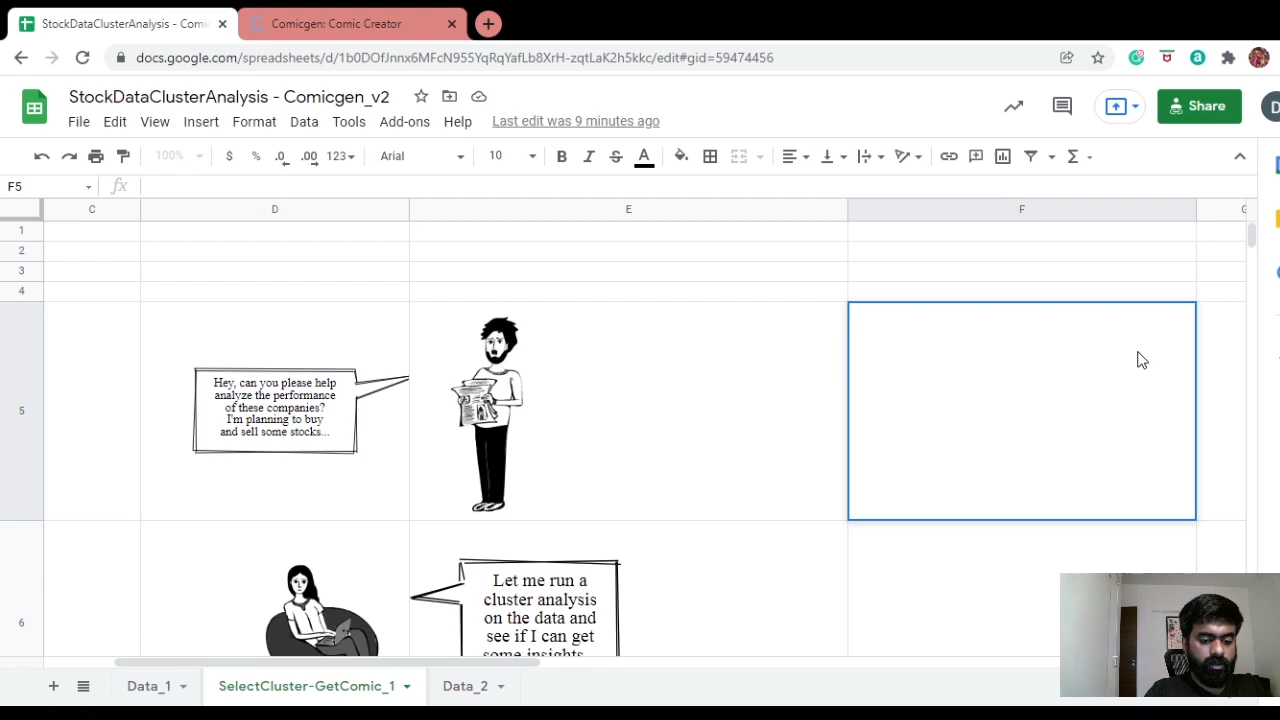 StockDataClusterAnalysis - Comi
Comicgen: Comic Creator
docs.google.com/spreadsheets/d/1b0DOfJnnx6MFcN955YqRqYafLb8XrH-zqtLaK2h5kkc/edit#gid=59474456
StockDataClusterAnalysis - Comicgen_v2
File Edit View Insert Format Data Tools Add-ons Help Last edit was 9 minutes ago
Share
D
100% $ % .0 .00 123 Arial 10 B I S A
F5 fx
C D E F G
1
2
3
4
5
6
Hey, can you please help
analyze the performance
of these companies?
I'm planning to buy
and sell some stocks...
Let me run a
cluster analysis
on the data and
see if I can get
some insights
Data_1 SelectCluster-GetComic_1 Data_2